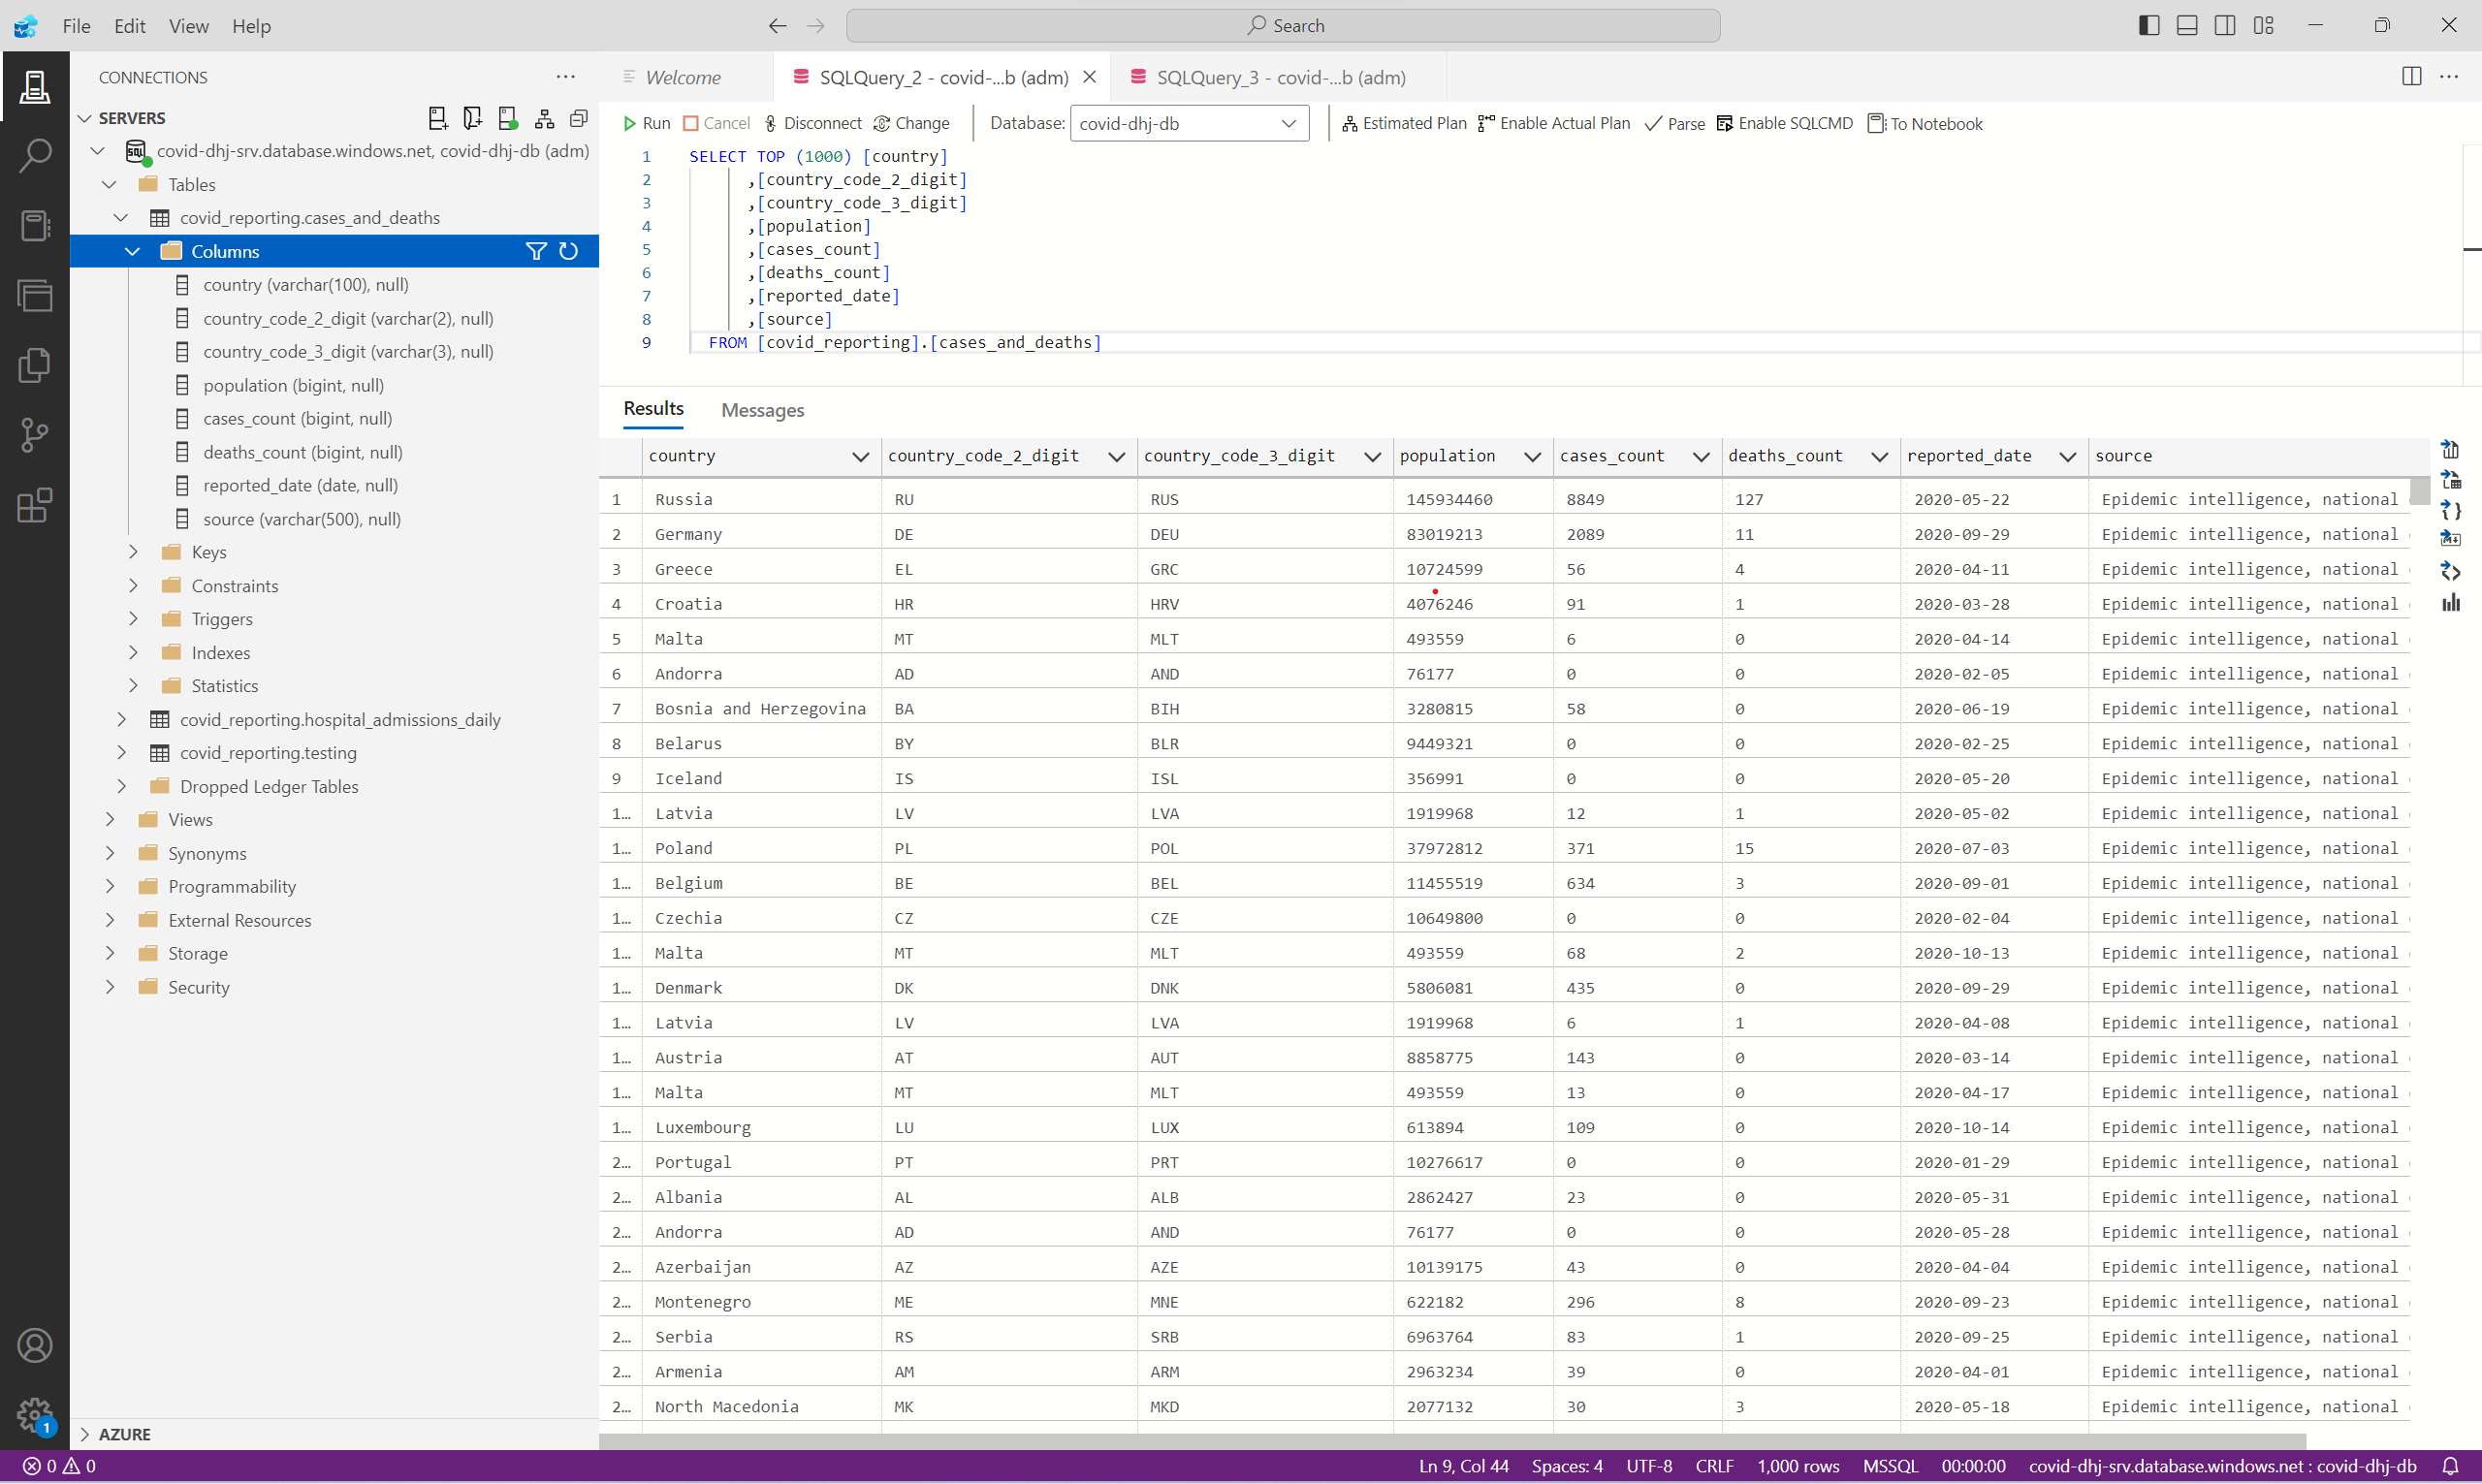 File Edit View Help Search
CONNECTIONS ...
SERVERS
covid-dhj-srv.database.windows.net, covid-dhj-db (adm)
Tables
covid_reporting.cases_and_deaths
Columns
country (varchar(100), null)
country_code_2_digit (varchar(2), null)
country_code_3_digit (varchar(3), null)
population (bigint, null)
cases_count (bigint, null)
deaths_count (bigint, null)
reported_date (date, null)
source (varchar(500), null)
Keys
Constraints
Triggers
Indexes
Statistics
covid_reporting.hospital_admissions_daily
covid_reporting.testing
Dropped Ledger Tables
Views
Synonyms
Programmability
External Resources
Storage
Security
1
AZURE
Welcome SQLQuery_2 - covid-...b (adm) SQLQuery_3 - covid-...b (adm)
Run Cancel Disconnect Change Database: covid-dhj-db Estimated Plan Enable Actual Plan Parse Enable SQLCMD To Notebook
1 SELECT TOP (1000) [country]
2 ,[country_code_2_digit]
3 ,[country_code_3_digit]
4 ,[population]
5 ,[cases_count]
6 ,[deaths_count]
7 ,[reported_date]
8 ,[source]
9 FROM [covid_reporting].[cases_and_deaths]
Results Messages
country country_code_2_digit country_code_3_digit population cases_count deaths_count reported_date source
1 Russia RU RUS 145934460 8849 127 2020-05-22 Epidemic intelligence, national
2 Germany DE DEU 83019213 2089 11 2020-09-29 Epidemic intelligence, national
3 Greece EL GRC 10724599 56 4 2020-04-11 Epidemic intelligence, national
4 Croatia HR HRV 4076246 91 1 2020-03-28 Epidemic intelligence, national
5 Malta MT MLT 493559 6 0 2020-04-14 Epidemic intelligence, national
6 Andorra AD AND 76177 0 0 2020-02-05 Epidemic intelligence, national
7 Bosnia and Herzegovina BA BIH 3280815 58 0 2020-06-19 Epidemic intelligence, national
8 Belarus BY BLR 9449321 0 0 2020-02-25 Epidemic intelligence, national
9 Iceland IS ISL 356991 0 0 2020-05-20 Epidemic intelligence, national
1... Latvia LV LVA 1919968 12 1 2020-05-02 Epidemic intelligence, national
1... Poland PL POL 37972812 371 15 2020-07-03 Epidemic intelligence, national
1... Belgium BE BEL 11455519 634 3 2020-09-01 Epidemic intelligence, national
1... Czechia CZ CZE 10649800 0 0 2020-02-04 Epidemic intelligence, national
1... Malta MT MLT 493559 68 2 2020-10-13 Epidemic intelligence, national
1... Denmark DK DNK 5806081 435 0 2020-09-29 Epidemic intelligence, national
1... Latvia LV LVA 1919968 6 1 2020-04-08 Epidemic intelligence, national
1... Austria AT AUT 8858775 143 0 2020-03-14 Epidemic intelligence, national
1... Malta MT MLT 493559 13 0 2020-04-17 Epidemic intelligence, national
1... Luxembourg LU LUX 613894 109 0 2020-10-14 Epidemic intelligence, national
2... Portugal PT PRT 10276617 0 0 2020-01-29 Epidemic intelligence, national
2... Albania AL ALB 2862427 23 0 2020-05-31 Epidemic intelligence, national
2... Andorra AD AND 76177 0 0 2020-05-28 Epidemic intelligence, national
2... Azerbaijan AZ AZE 10139175 43 0 2020-04-04 Epidemic intelligence, national
2... Montenegro ME MNE 622182 296 8 2020-09-23 Epidemic intelligence, national
2... Serbia RS SRB 6963764 83 1 2020-09-25 Epidemic intelligence, national
2... Armenia AM ARM 2963234 39 0 2020-04-01 Epidemic intelligence, national
2... North Macedonia MK MKD 2077132 30 3 2020-05-18 Epidemic intelligence, national
0 0 Ln 9, Col 44 Spaces: 4 UTF-8 CRLF 1,000 rows MSSQL 00:00:00 covid-dhj-srv.database.windows.net : covid-dhj-db